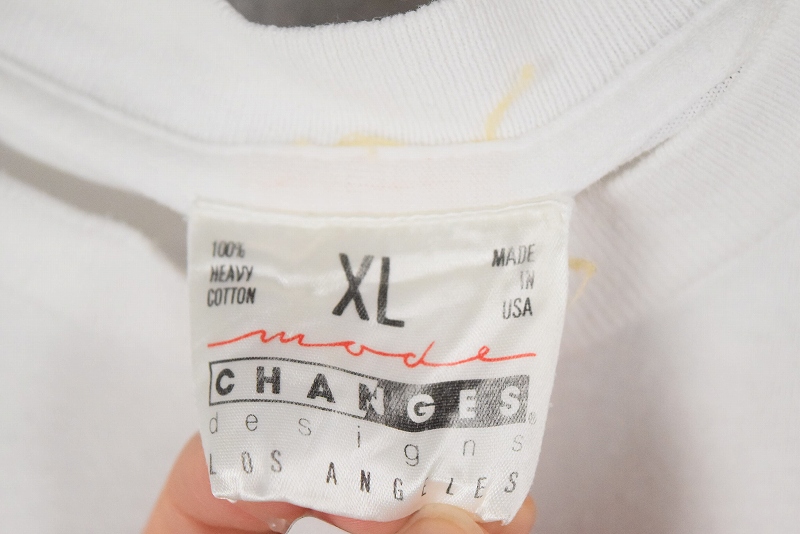 100%
HEAVY
COTTON
XL
MADE
IN
USA
mode
CHANGES®
designs
LOS ANGELES